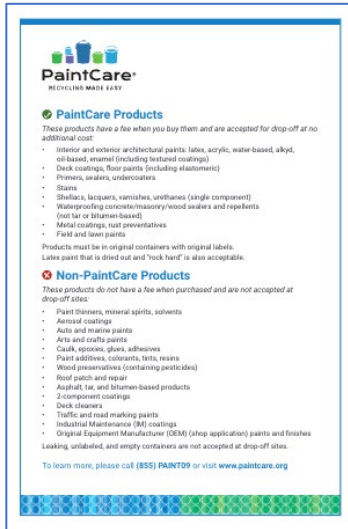 PaintCare®
RECYCLING MADE EASY
PaintCare Products
These products have a fee when you buy them and are accepted for drop-off at no
additional cost:
• Interior and exterior architectural paints: latex, acrylic, water-based, alkyd,
oil-based, enamel (including textured coatings)
• Deck coatings, floor paints (including elastomeric)
• Primers, sealers, undercoaters
• Stains
• Shellacs, lacquers, varnishes, urethanes (single component)
• Waterproofing concrete/masonry/wood sealers and repellents
(not tar or bitumen-based)
• Metal coatings, rust preventatives
• Field and lawn paints
Products must be in original containers with original labels.
Latex paint that is dried out and "rock hard" is also acceptable.
Non-PaintCare Products
These products do not have a fee when purchased and are not accepted at
drop-off sites:
• Paint thinners, mineral spirits, solvents
• Aerosol coatings
• Auto and marine paints
• Arts and crafts paints
• Caulk, epoxies, glues, adhesives
• Paint additives, colorants, tints, resins
• Wood preservatives (containing pesticides)
• Roof patch and repair
• Asphalt, tar, and bitumen-based products
• 2-component coatings
• Deck cleaners
• Traffic and road marking paints
• Industrial Maintenance (IM) coatings
• Original Equipment Manufacturer (OEM) (shop application) paints and finishes
Leaking, unlabeled, and empty containers are not accepted at drop-off sites.
To learn more, please call (855) PAINT09 or visit www.paintcare.org